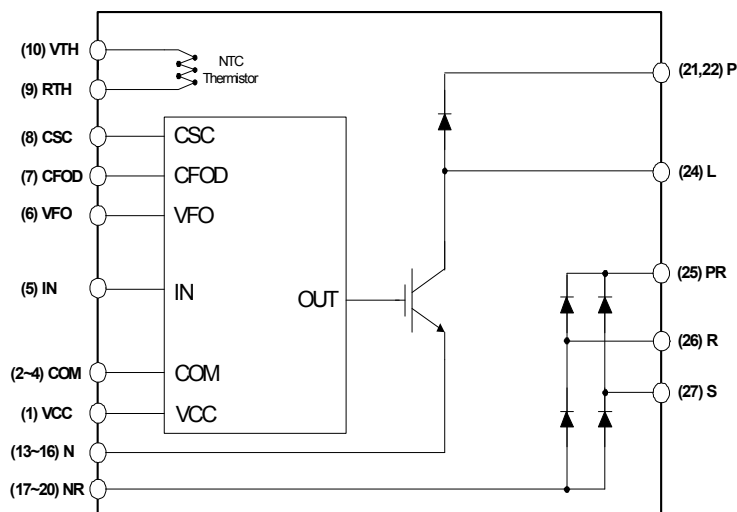 (10) VTH
(9) RTH
NTC
Thermistor
(8) CSC
(7) CFOD
(6) VFO
(5) IN
(2~4) COM
(1) VCC
(13~16) N
(17~20) NR
CSC
CFOD
VFO
IN
OUT
COM
VCC
(21,22) P
(24) L
(25) PR
(26) R
(27) S